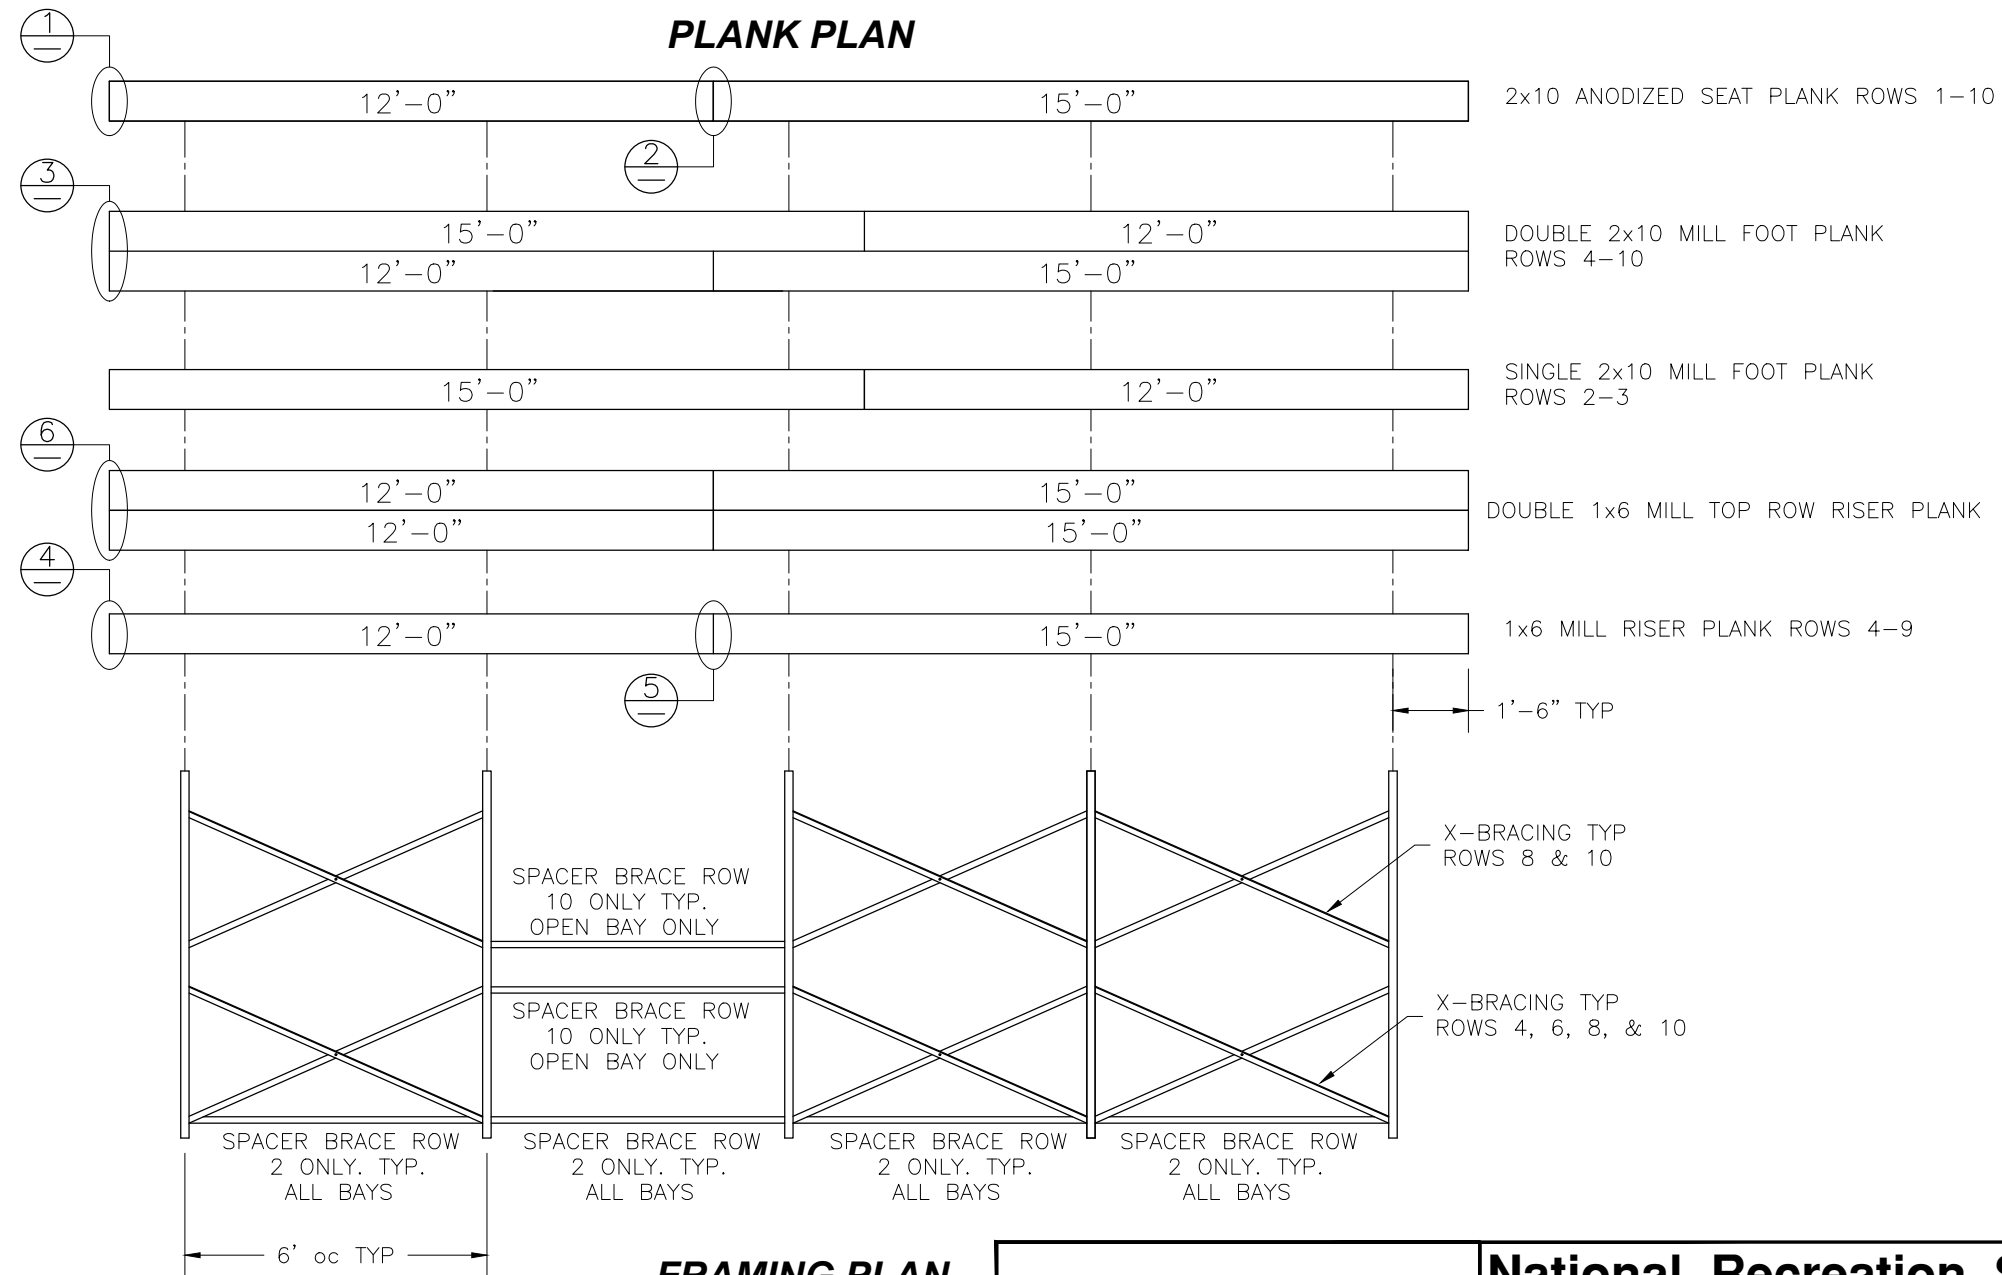 PLANK PLAN
1
12'-0" 15'-0" 2x10 ANODIZED SEAT PLANK ROWS 1-10
2
3
15'-0" 12'-0" DOUBLE 2x10 MILL FOOT PLANK
12'-0" 15'-0" ROWS 4-10
15'-0" 12'-0" SINGLE 2x10 MILL FOOT PLANK
ROWS 2-3
6
12'-0" 15'-0"
12'-0" 15'-0" DOUBLE 1x6 MILL TOP ROW RISER PLANK
4
12'-0" 15'-0" 1x6 MILL RISER PLANK ROWS 4-9
5
1'-6" TYP
X-BRACING TYP
ROWS 8 & 10
SPACER BRACE ROW
10 ONLY TYP.
OPEN BAY ONLY
SPACER BRACE ROW
10 ONLY TYP.
OPEN BAY ONLY
X-BRACING TYP
ROWS 4, 6, 8, & 10
SPACER BRACE ROW
2 ONLY. TYP.
ALL BAYS
SPACER BRACE ROW
2 ONLY. TYP.
ALL BAYS
SPACER BRACE ROW
2 ONLY. TYP.
ALL BAYS
SPACER BRACE ROW
2 ONLY. TYP.
ALL BAYS
6' oc TYP
FRAMING PLAN
National Recreation